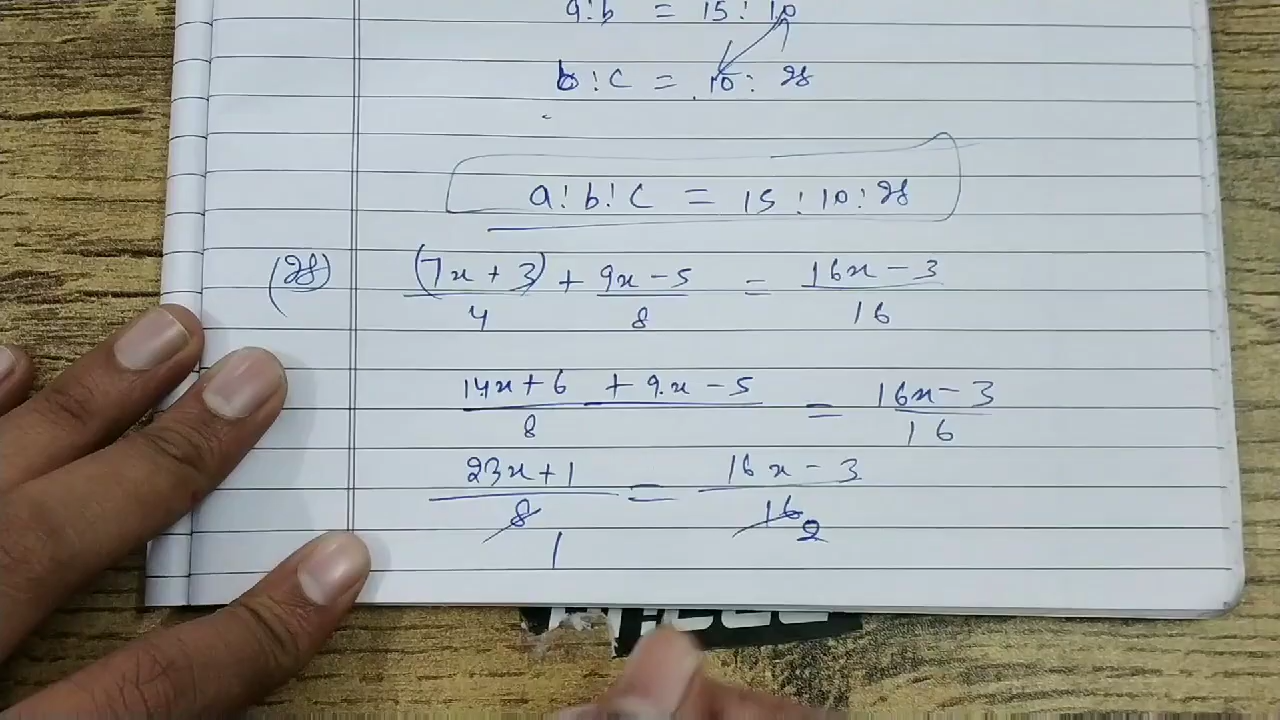 a:b = 15:10
b:c = 10: 28
a:b:c = 15:10:28
(28) (7x + 3)/4 + (9x - 5)/8 = (16x - 3)/16
(14x + 6 + 9x - 5)/8 = (16x - 3)/16
(23x + 1)/8 = (16x - 3)/16 2
1